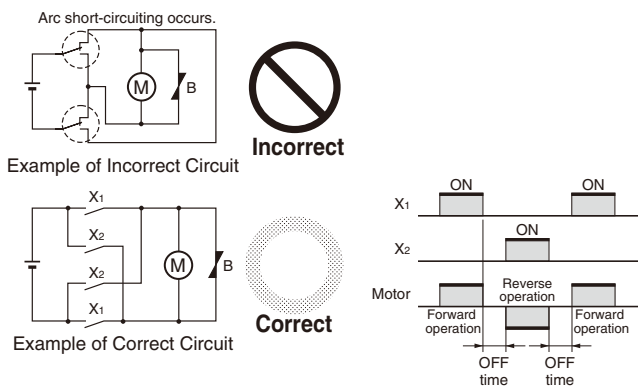 Arc short-circuiting occurs.
M
B
Incorrect
Example of Incorrect Circuit
X1
X2
X2
X1
M
B
Correct
Example of Correct Circuit
ON
ON
X1
ON
X2
Reverse
operation
Motor
Forward
operation
Forward
operation
OFF
time
OFF
time